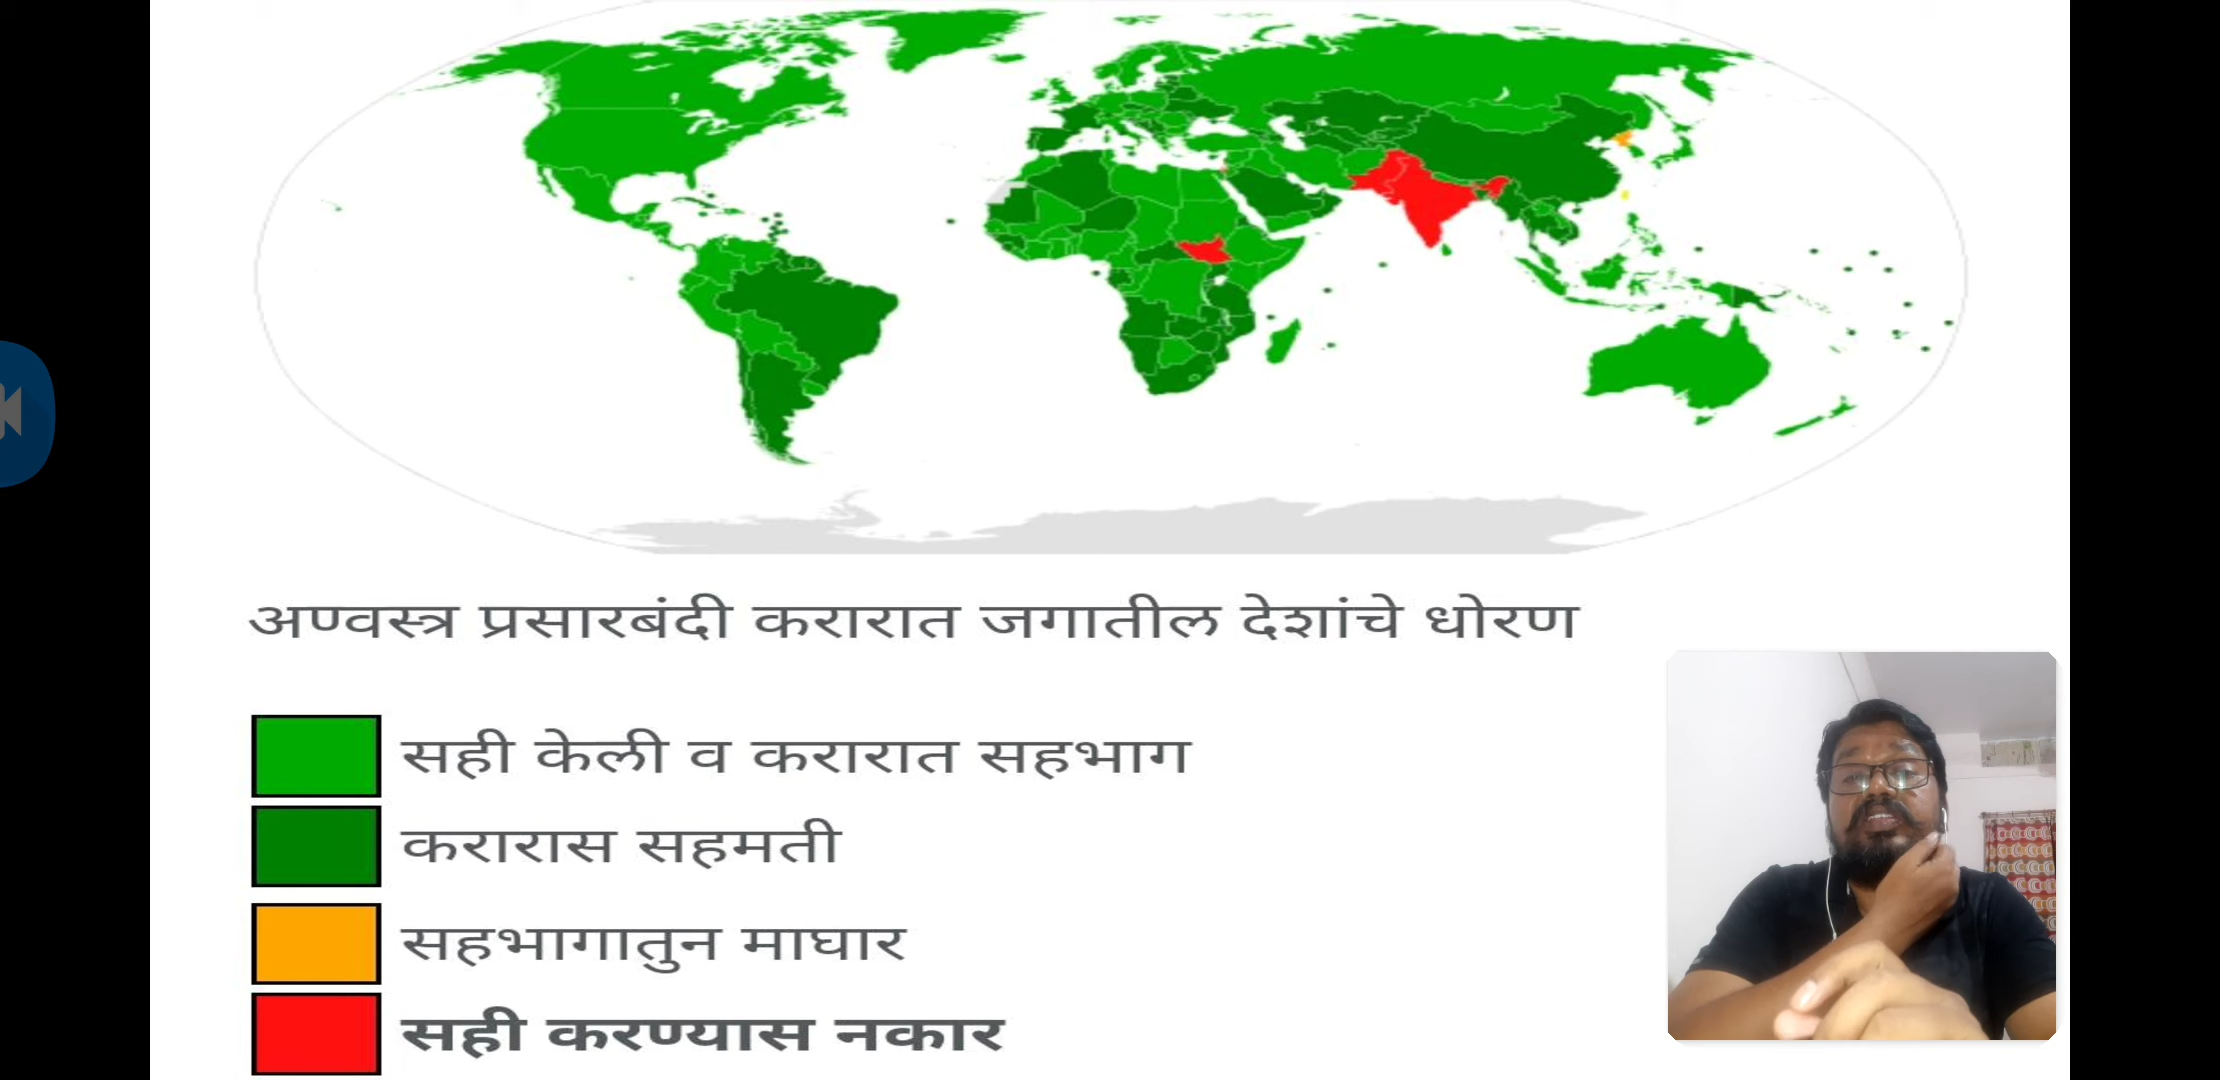 अण्वस्त्र प्रसारबंदी करारात जगातील देशांचे धोरण
सही केली व करारात सहभाग
करारास सहमती
सहभागातुन माघार
सही करण्यास नकार